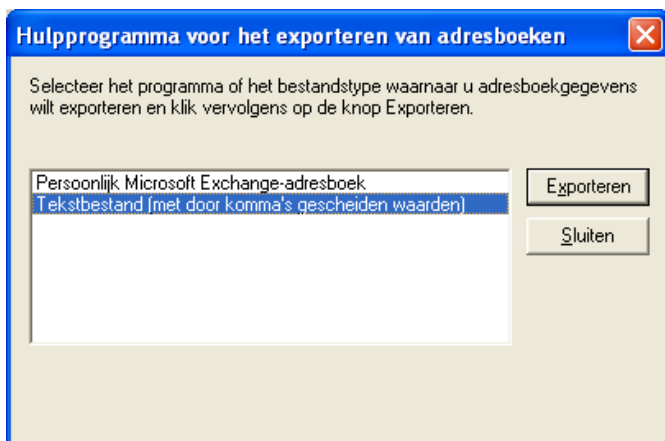 Hulpprogramma voor het exporteren van adresboeken
Selecteer het programma of het bestandstype waarnaar u adresboekgegevens
wilt exporteren en klik vervolgens op de knop Exporteren.
Persoonlijk Microsoft Exchange-adresboek
Tekstbestand (met door komma's gescheiden waarden)
Exporteren
Sluiten